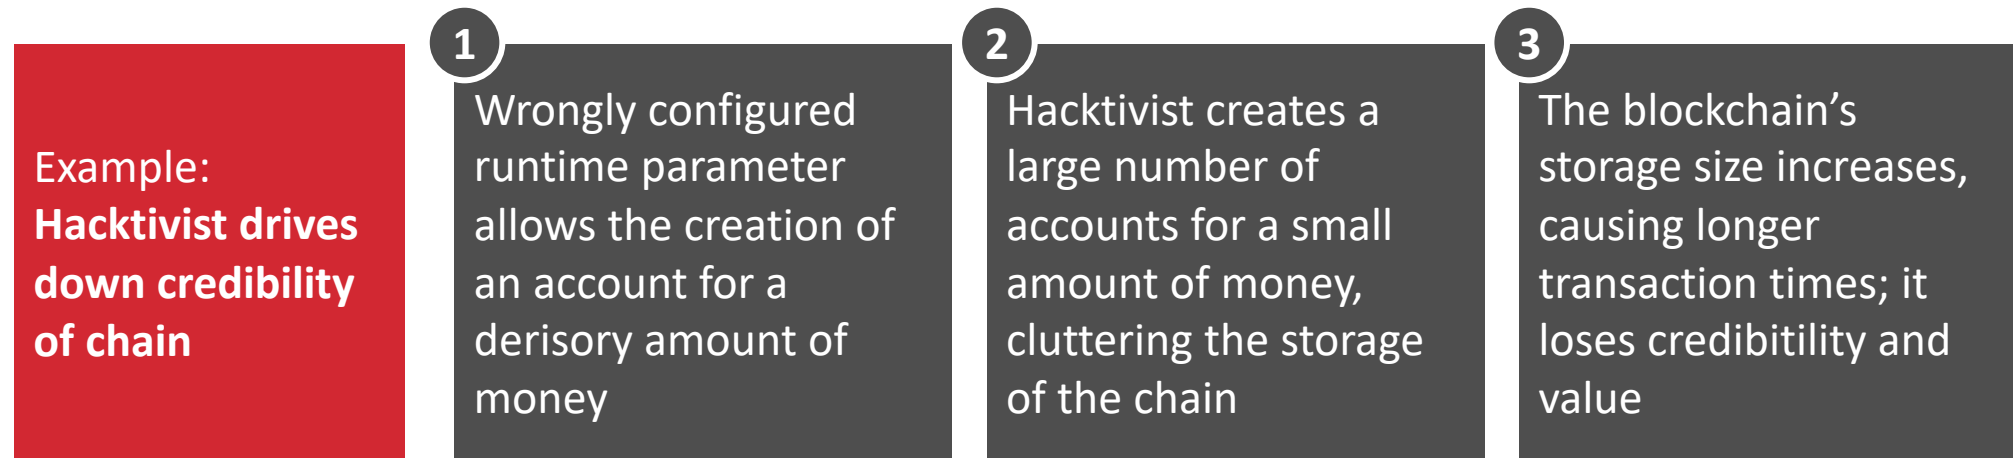 Example:
Hacktivist drives
down credibility
of chain
1
Wrongly configured
runtime parameter
allows the creation of
an account for a
derisory amount of
money
2
Hacktivist creates a
large number of
accounts for a small
amount of money,
cluttering the storage
of the chain
3
The blockchain’s
storage size increases,
causing longer
transaction times; it
loses credibitility and
value